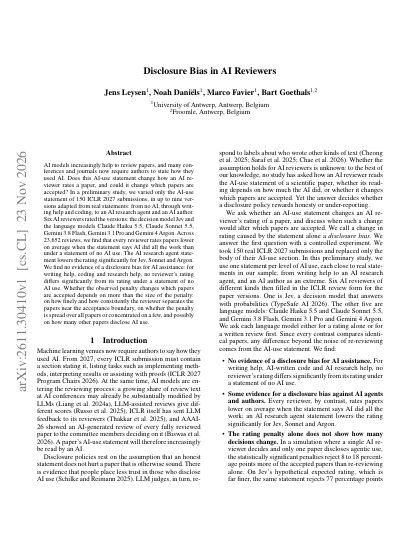 Disclosure Bias in AI Reviewers
Jens Leysen¹, Noah Daniëls¹, Marco Favier¹, Bart Goethals¹,²
¹University of Antwerp, Antwerp, Belgium
²Froomle, Antwerp, Belgium
arXiv:2611.30410v1 [cs.CL] 23 Nov 2026
Abstract
AI models increasingly help to review papers, and many con-
ferences and journals now require authors to state how they
used AI. Does this AI-use statement change how an AI re-
viewer rates a paper, and could it change which papers are
accepted? In a preliminary study, we varied only the AI-use
statement of 150 ICLR 2027 submissions, in up to nine ver-
sions adapted from real statements: from no AI, through writ-
ing help and coding, to an AI research agent and an AI author.
Six AI reviewers rated the versions: the decision model Jev and
the language models Claude Haiku 5.5, Claude Sonnet 5.5,
Gemini 3.8 Flash, Gemini 3.1 Pro and Gemini 4 Argon. Across
23,652 reviews, we find that every reviewer rates papers lower
on average when the statement says AI did all the work than
under a statement of no AI use. The AI research agent state-
ment lowers the rating significantly for Jev, Sonnet and Argon.
We find no evidence of a disclosure bias for AI assistance: for
writing help, coding and research help, no reviewer's rating
differs significantly from its rating under a statement of no
AI use. Whether the observed penalty changes which papers
are accepted depends on more than the size of the penalty:
on how finely and how consistently the reviewer separates the
papers near the acceptance boundary, on whether the penalty
is spread over all papers or concentrated on a few, and possibly
on how many other papers disclose AI use.
1 Introduction
Machine learning venues now require authors to say how they
used AI. From 2027, every ICLR submission must contain a
section stating it, listing tasks such as implementing meth-
ods, interpreting results or assisting with proofs (ICLR 2027
Program Chairs 2026). At the same time, AI models are en-
tering the reviewing process: a growing share of review text
at AI conferences may already be substantially modified by
LLMs (Liang et al. 2024a), LLM-assisted reviews give dif-
ferent scores (Russo et al. 2025); ICLR itself has sent LLM
feedback to its reviewers (Thakkar et al. 2025), and AAAI-
26 showed an AI-generated review of every fully reviewed
paper to the committee members deciding on it (Biswas et al.
2026). A paper's AI-use statement will therefore increasingly
be read by an AI.
Disclosure policies rest on the assumption that an honest
statement does not hurt a paper that is otherwise sound. There
is evidence that people place less trust in those who disclose
AI use (Schilke and Reimann 2025). LLM judges, in turn, re-
spond to labels about who wrote other kinds of text (Cheong
et al. 2025; Saraf et al. 2025; Chae et al. 2026). Whether the
assumption holds for AI reviewers is unknown: to the best of
our knowledge, no study has asked how an AI reviewer reads
the AI-use statement of a scientific paper, whether its reading
depends on how much the AI did, or whether it changes
which papers are accepted. Yet the answer decides whether
a disclosure policy rewards honesty or under-reporting.
We ask whether an AI-use statement changes an AI re-
viewer's rating of a paper, and discuss when such a change
would alter which papers are accepted. We call a change in
rating caused by the statement alone a disclosure bias. We
answer the first question with a controlled experiment. We
took 150 real ICLR 2027 submissions and replaced only the
body of their AI-use section. In this preliminary study, we
use one statement per level of AI use, each close to real state-
ments in our sample, from writing help to an AI research
agent, and an AI author as an extreme. Six AI reviewers of
different kinds then filled in the ICLR review form for the
paper versions. One is Jev, a decision model that answers
with probabilities (TypeSafe AI 2026). The other five are
language models: Claude Haiku 5.5 and Claude Sonnet 5.5,
and Gemini 3.8 Flash, Gemini 3.1 Pro and Gemini 4 Argon.
We ask each language model either for a rating alone or for
a written review first. Since every contrast compares identi-
cal papers, any difference beyond the noise of re-reviewing
comes from the AI-use statement. We find:
• No evidence of a disclosure bias for AI assistance. For
writing help, AI-written code and AI research help, no
reviewer's rating differs significantly from its rating under
a statement of no AI use.
• Some evidence for a disclosure bias against AI agents
and authors. Every reviewer, by contrast, rates papers
lower on average when the statement says AI did all the
work; an AI research agent statement lowers the rating
significantly for Jev, Sonnet and Argon.
• The rating penalty alone does not show how many
decisions change. In a simulation where a single AI re-
viewer decides and only one paper discloses agentic use,
the statistically significant penalties reject 8 to 18 percent-
age points more of the accepted papers than re-reviewing
alone. On Jev's hypothetical expected rating, which is
far finer, the same statement rejects 77 percentage points